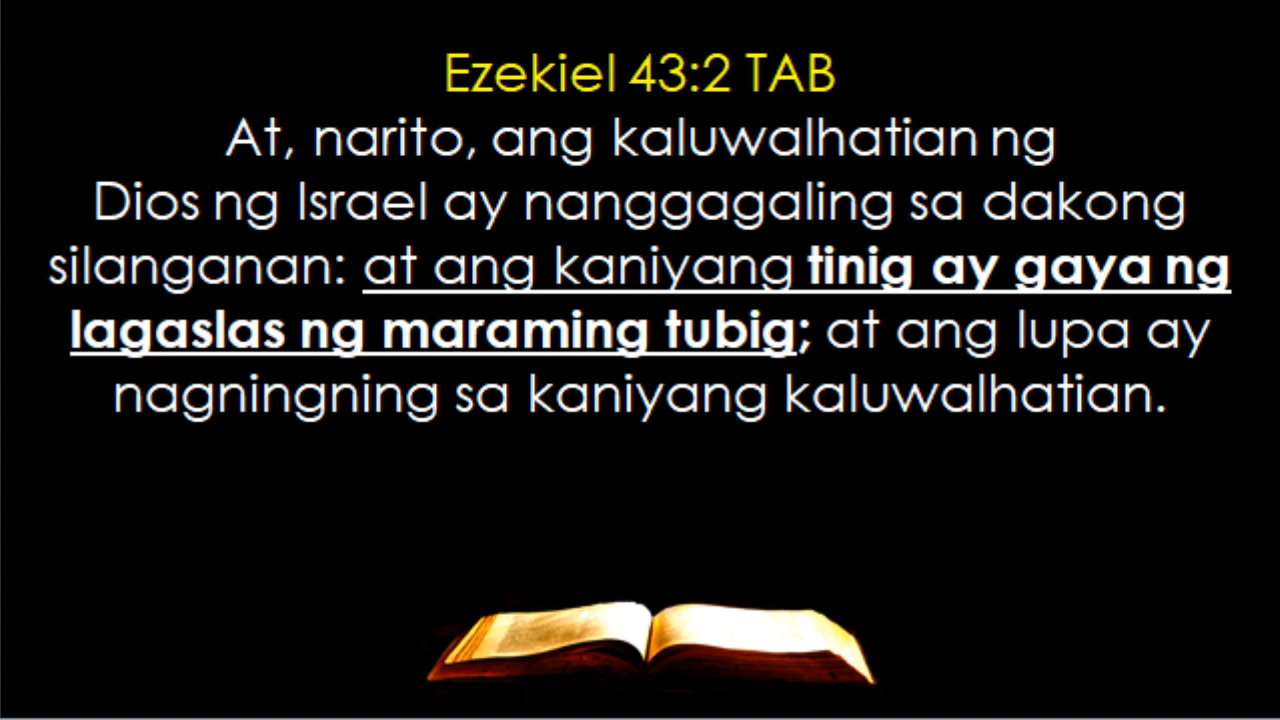 Ezekiel 43:2 TAB
At, narito, ang kaluwalhatian ng
Dios ng Israel ay nanggagaling sa dakong
silanganan: at ang kaniyang tinig ay gaya ng
lagaslas ng maraming tubig; at ang lupa ay
nagningning sa kaniyang kaluwalhatian.